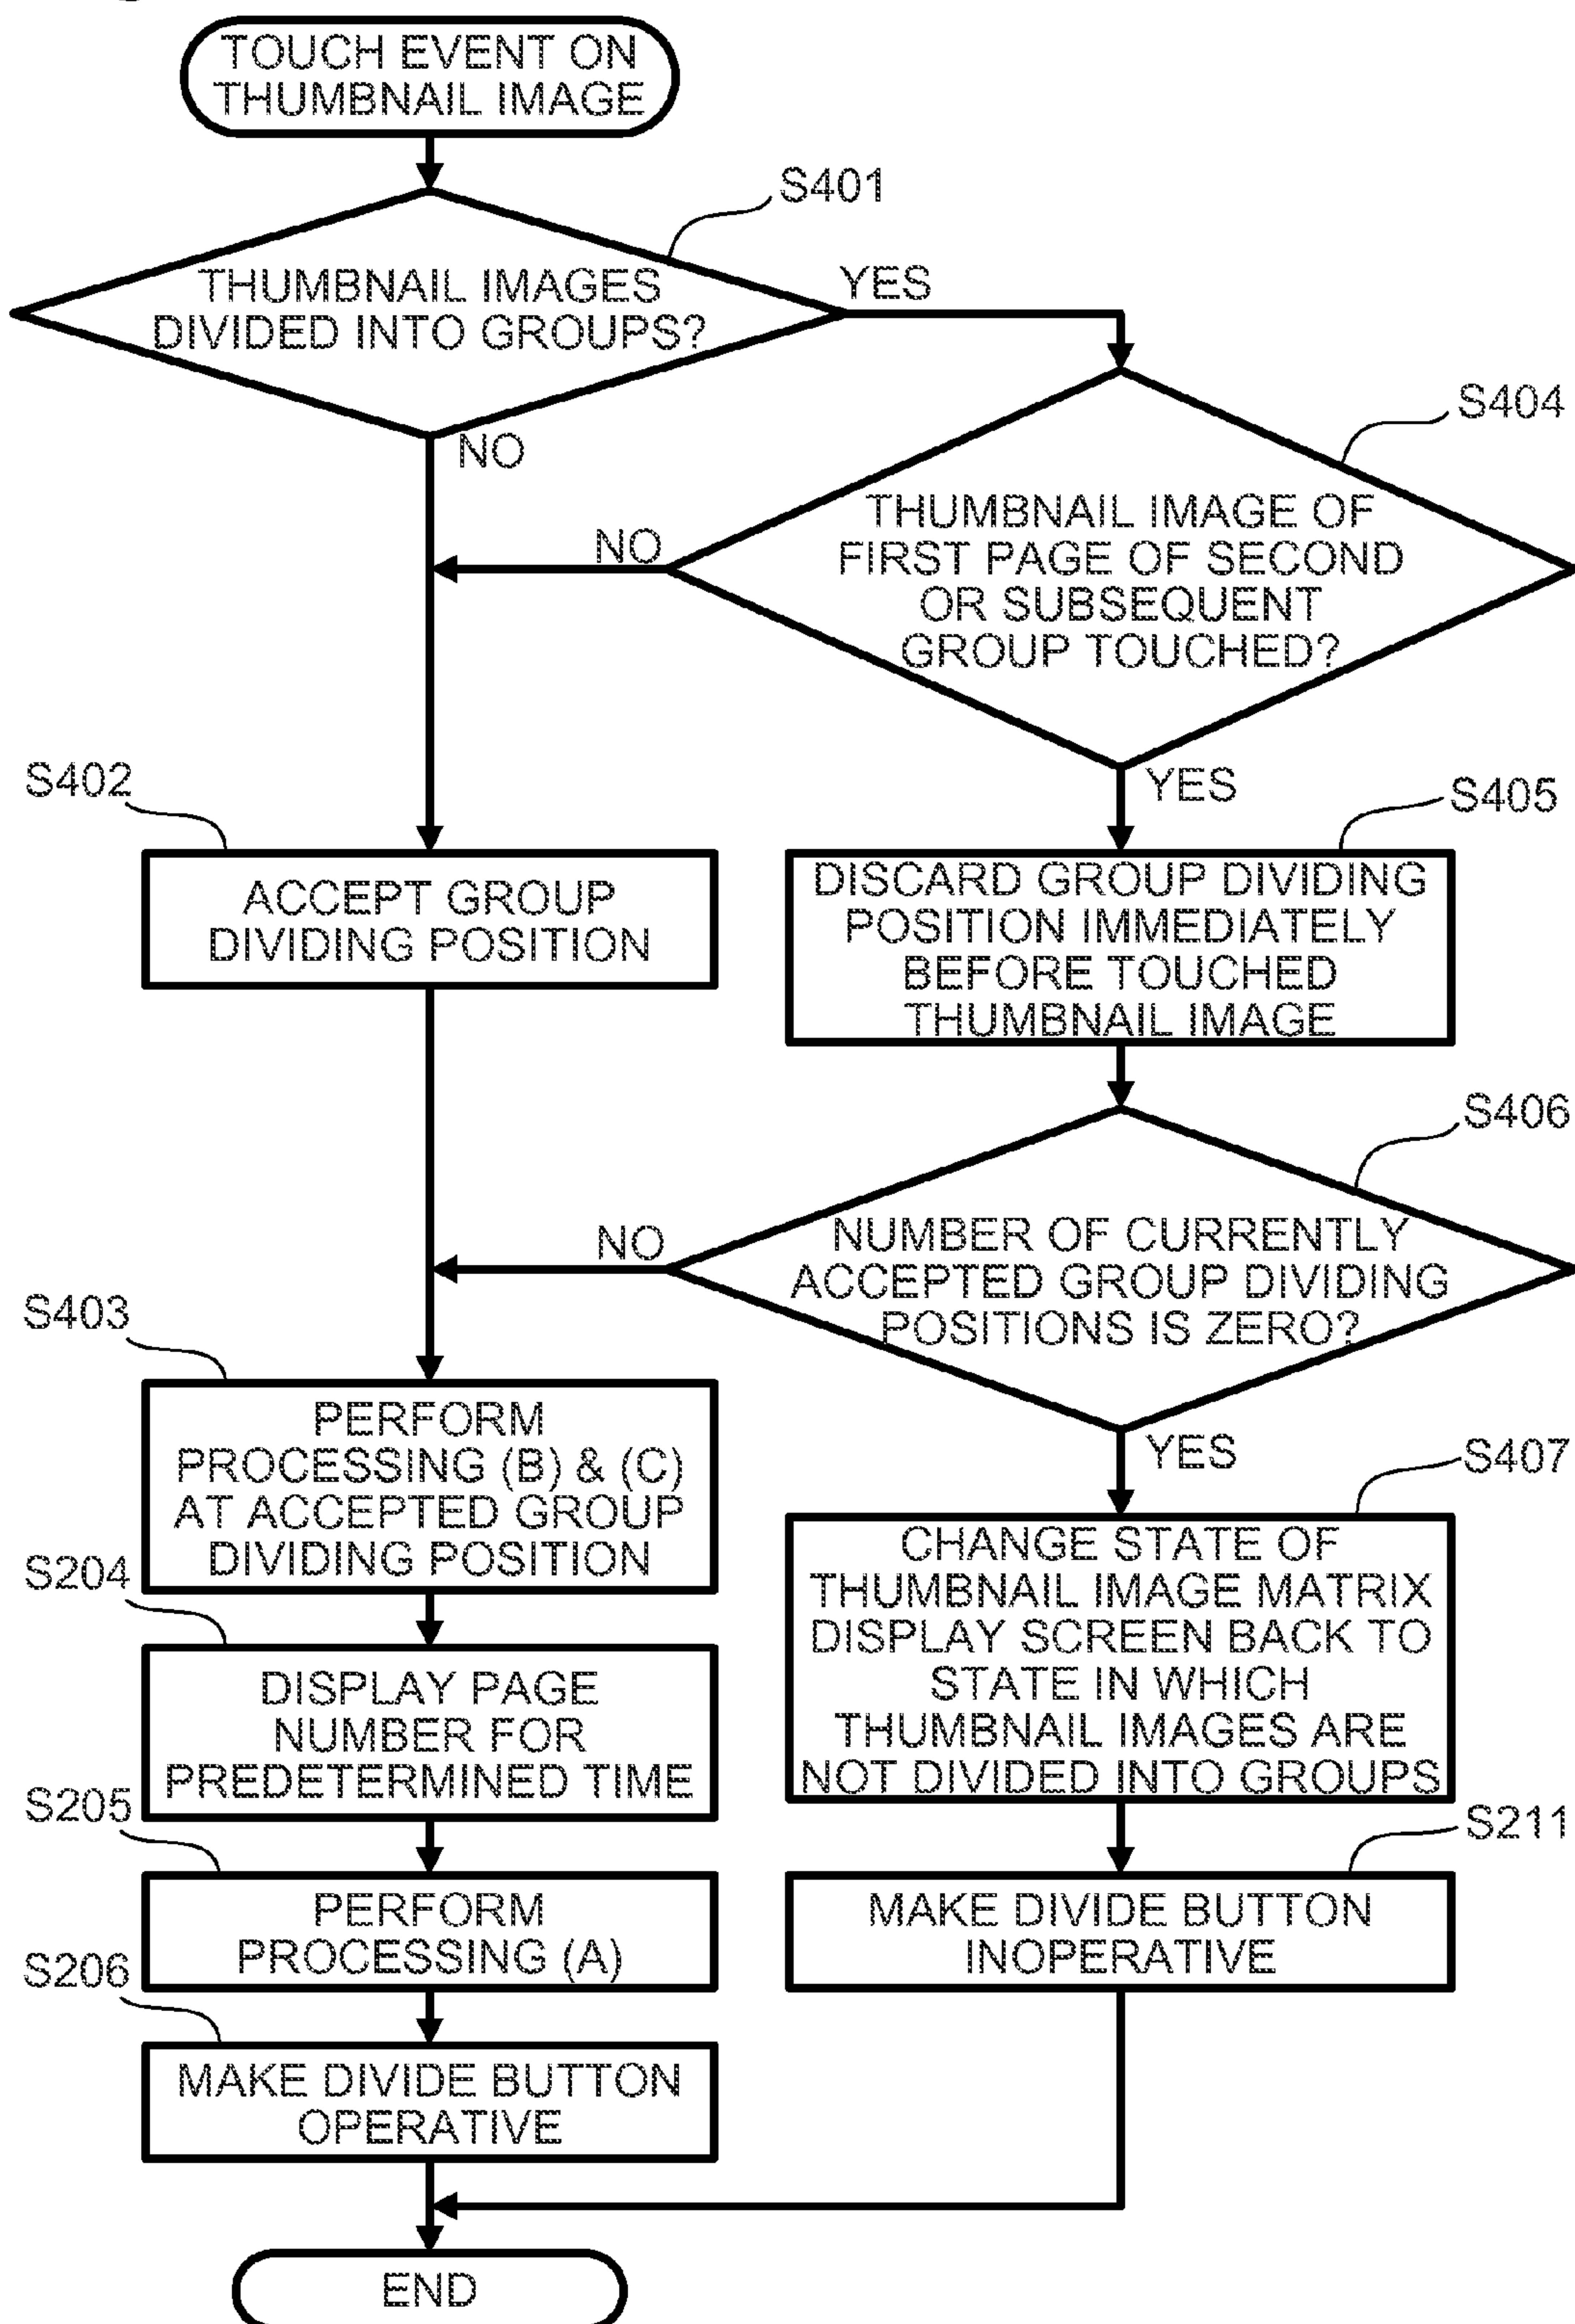 TOUCH EVENT ON
THUMBNAIL IMAGE
S401
THUMBNAIL IMAGES
DIVIDED INTO GROUPS?
YES
NO
S404
THUMBNAIL IMAGE OF
FIRST PAGE OF SECOND
OR SUBSEQUENT
GROUP TOUCHED?
NO
YES
S402
ACCEPT GROUP
DIVIDING POSITION
S405
DISCARD GROUP DIVIDING
POSITION IMMEDIATELY
BEFORE TOUCHED
THUMBNAIL IMAGE
S406
NUMBER OF CURRENTLY
ACCEPTED GROUP DIVIDING
POSITIONS IS ZERO?
NO
YES
S403
PERFORM
PROCESSING (B) & (C)
AT ACCEPTED GROUP
DIVIDING POSITION
S407
CHANGE STATE OF
THUMBNAIL IMAGE MATRIX
DISPLAY SCREEN BACK TO
STATE IN WHICH
THUMBNAIL IMAGES ARE
NOT DIVIDED INTO GROUPS
S204
DISPLAY PAGE
NUMBER FOR
PREDETERMINED TIME
S205
PERFORM
PROCESSING (A)
S211
MAKE DIVIDE BUTTON
INOPERATIVE
S206
MAKE DIVIDE BUTTON
OPERATIVE
END